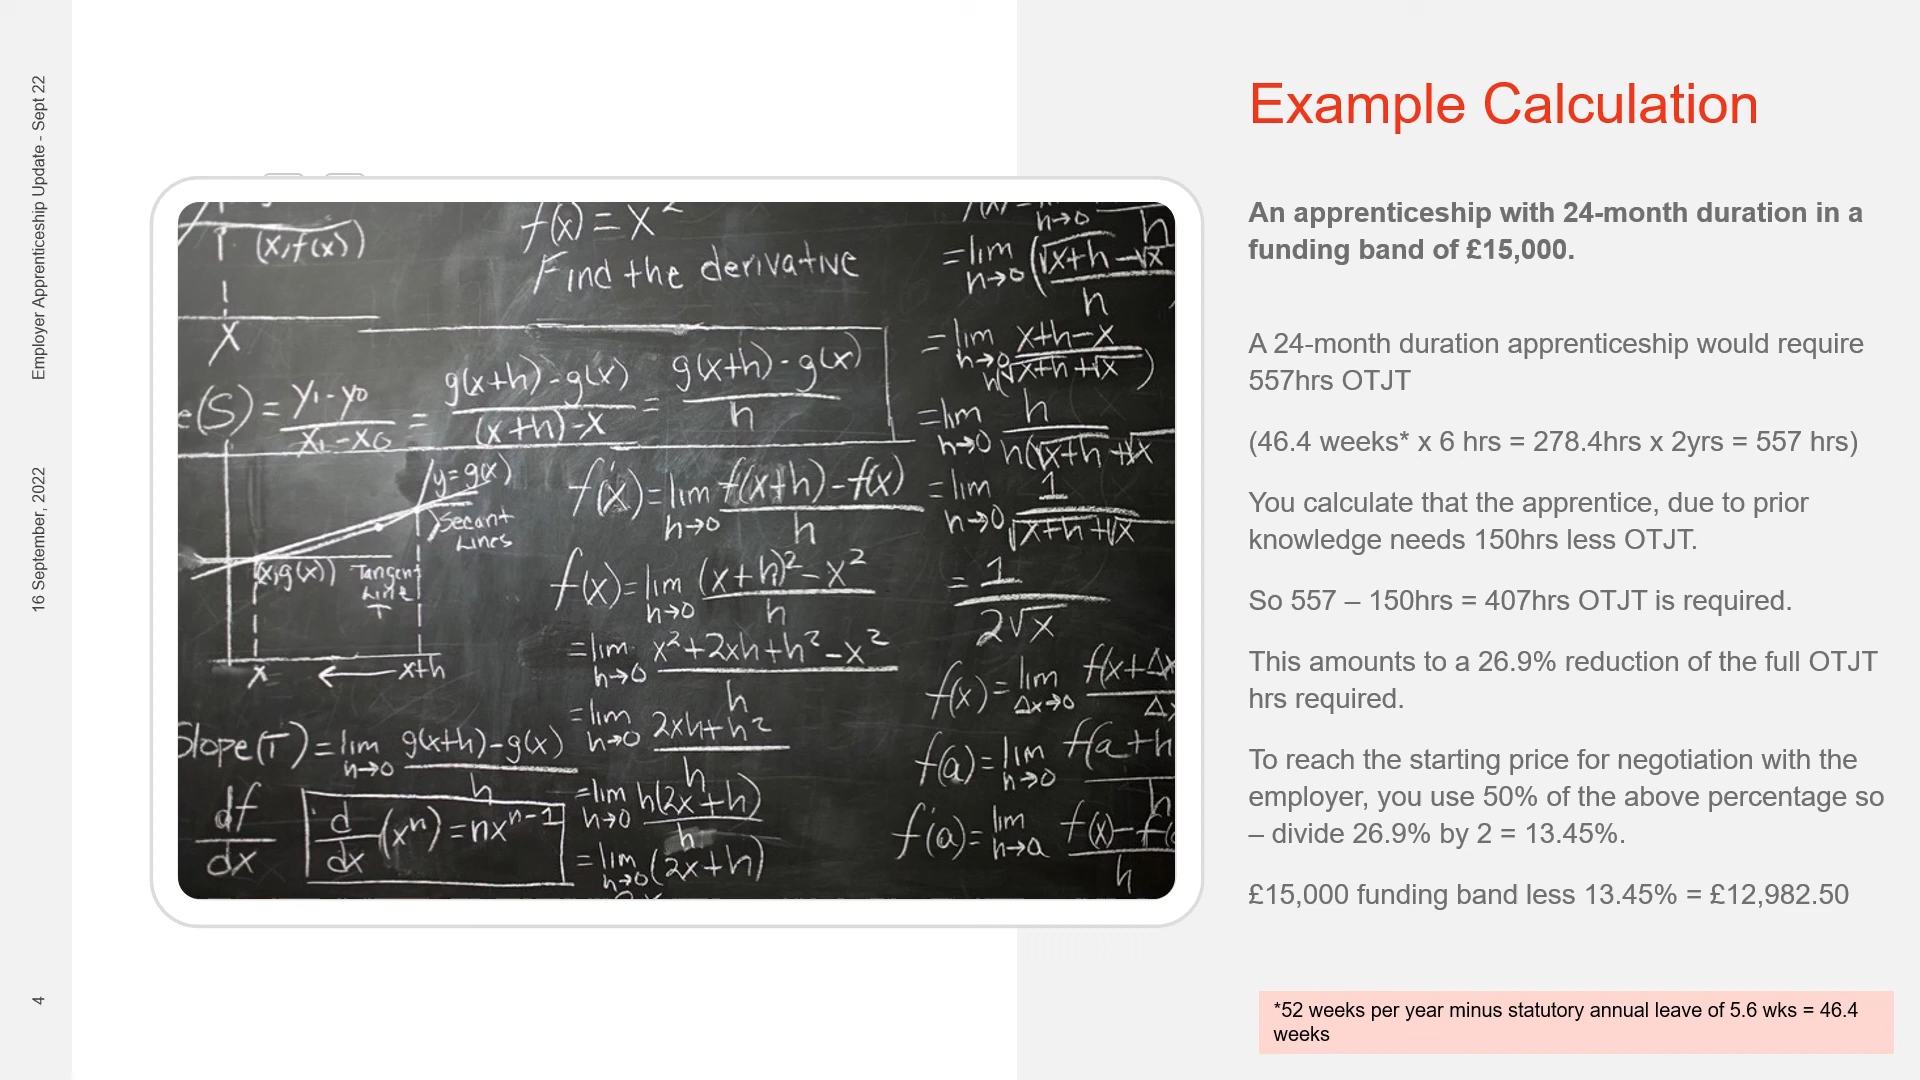 Employer Apprenticeship Update - Sept 22
16 September, 2022
4
(x,f(x))
X
e(S) = y₁-y₀ / x₁-x₀ = g(x+h)-g(x) / (x+h)-x = g(x+h)-g(x) / h
y=g(x)
Secant
Lines
(x,g(x))
Tangent
Line
T
x
x+h
Slope(T) = lim h→0 g(x+h)-g(x) / h
df/dx
d/dx (xⁿ) = nxⁿ⁻¹
f(x) = x²
Find the derivative
f'(x) = lim h→0 f(x+h)-f(x) / h
f(x) = lim h→0 (x+h)²-x² / h
= lim h→0 x²+2xh+h²-x² / h
= lim h→0 2xh+h² / h
= lim h→0 h(2x+h) / h
= lim h→0 (2x+h)
h→0
h
= lim h→0 (√x+h - √x / h
= lim h→0 x+h-x / h(√x+h + √x)
= lim h→0 h / h(√x+h + √x
= lim h→0 1 / √x+h + √x
= 1 / 2√x
f(x) = lim Δx→0 f(x+Δx / Δx
f(a) = lim h→0 f(a+h / h
f'(a) = lim h→a f(x)-f(a / h
Example Calculation
An apprenticeship with 24-month duration in a
funding band of £15,000.
A 24-month duration apprenticeship would require
557hrs OTJT
(46.4 weeks* x 6 hrs = 278.4hrs x 2yrs = 557 hrs)
You calculate that the apprentice, due to prior
knowledge needs 150hrs less OTJT.
So 557 – 150hrs = 407hrs OTJT is required.
This amounts to a 26.9% reduction of the full OTJT
hrs required.
To reach the starting price for negotiation with the
employer, you use 50% of the above percentage so
– divide 26.9% by 2 = 13.45%.
£15,000 funding band less 13.45% = £12,982.50
*52 weeks per year minus statutory annual leave of 5.6 wks = 46.4
weeks